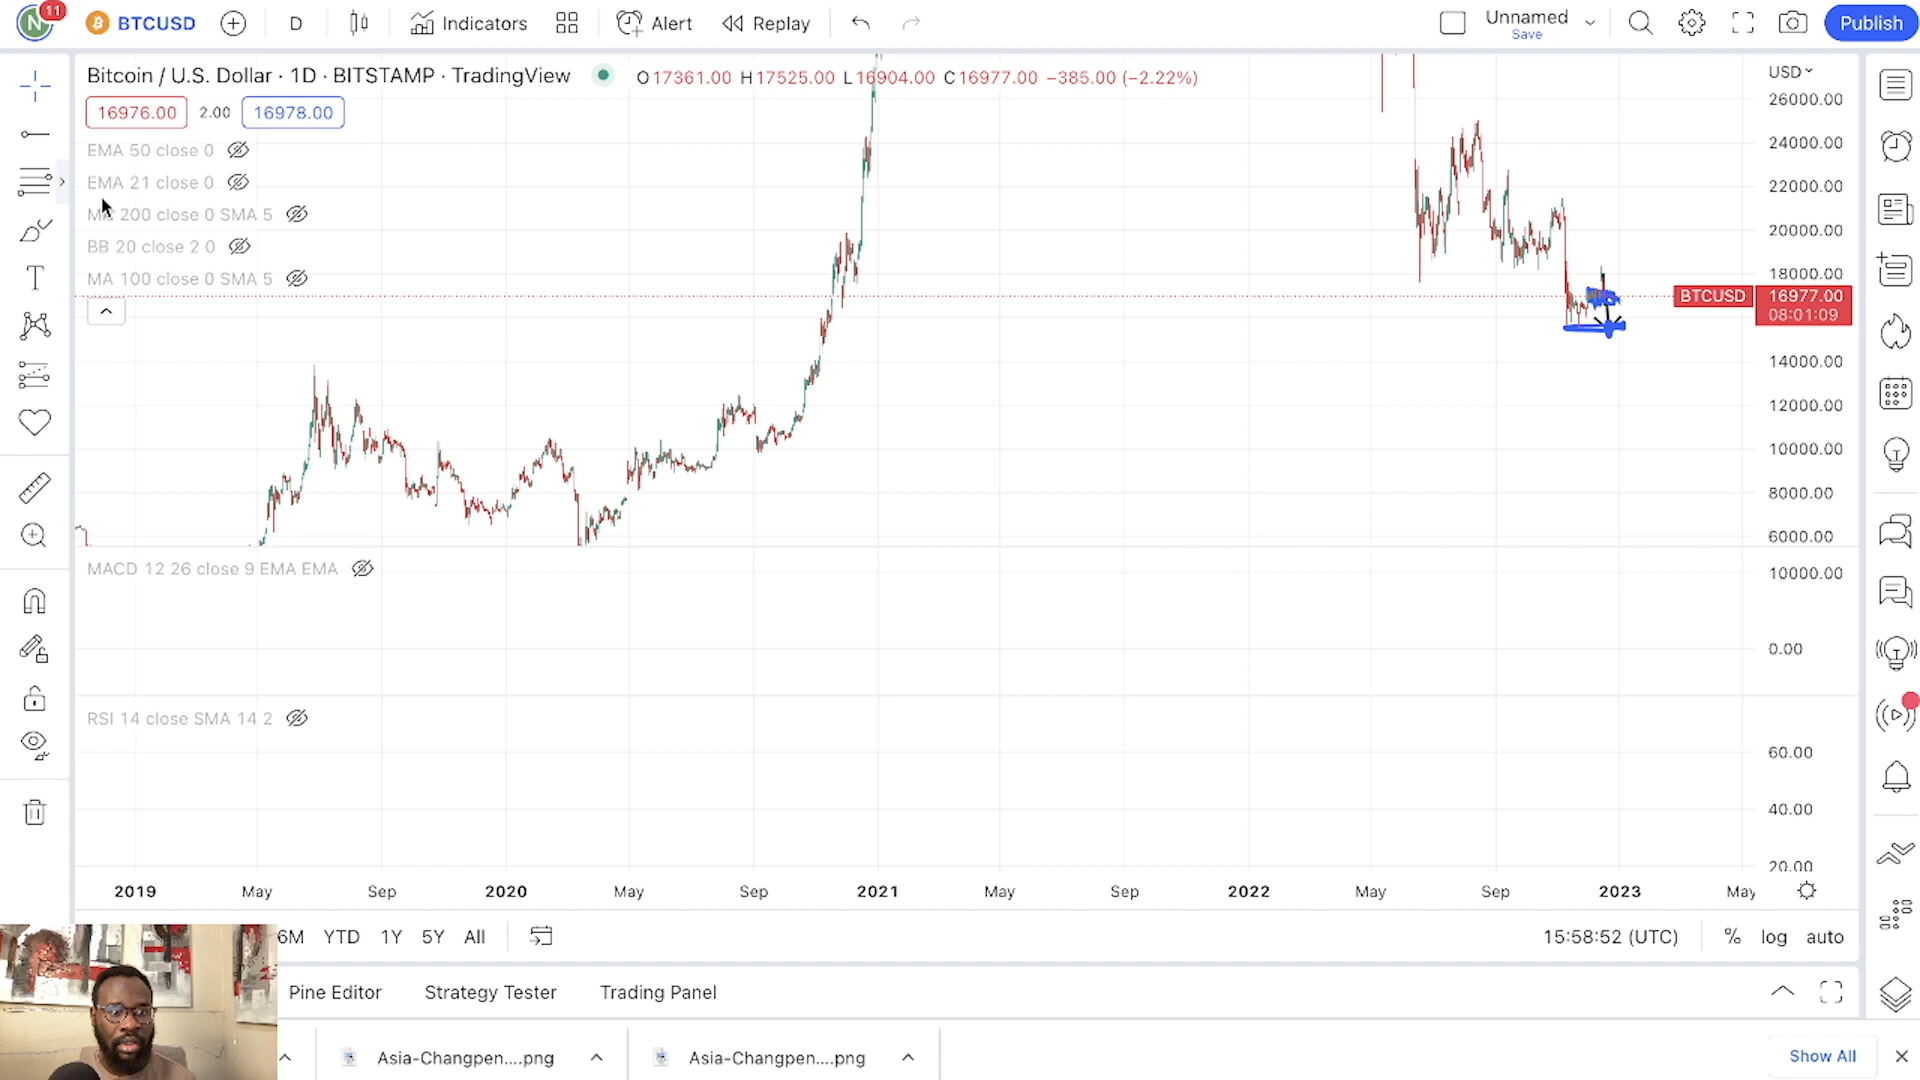 11
N
BTCUSD
D
Indicators
Alert
Replay
Unnamed
Save
Publish
Bitcoin / U.S. Dollar · 1D · BITSTAMP · TradingView
O17361.00 H17525.00 L16904.00 C16977.00 −385.00 (−2.22%)
USD
16976.00 2.00 16978.00
EMA 50 close 0
EMA 21 close 0
MA 200 close 0 SMA 5
BB 20 close 2 0
MA 100 close 0 SMA 5
26000.00
24000.00
22000.00
20000.00
18000.00
BTCUSD 16977.00
08:01:09
14000.00
12000.00
10000.00
8000.00
6000.00
MACD 12 26 close 9 EMA EMA
10000.00
0.00
RSI 14 close SMA 14 2
60.00
40.00
20.00
2019 May Sep 2020 May Sep 2021 May Sep 2022 May Sep 2023 May
6M YTD 1Y 5Y All
15:58:52 (UTC) % log auto
Pine Editor Strategy Tester Trading Panel
Asia-Changpen....png Asia-Changpen....png Show All